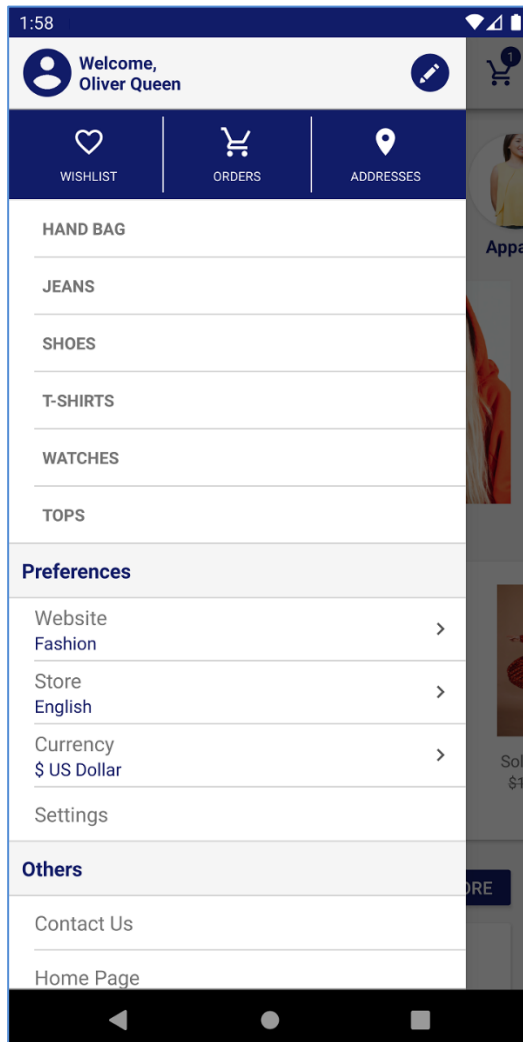 1:58
Welcome,
Oliver Queen
1
WISHLIST
ORDERS
ADDRESSES
HAND BAG
JEANS
SHOES
T-SHIRTS
WATCHES
TOPS
Preferences
Website
Fashion
Store
English
Currency
$ US Dollar
Settings
Others
Contact Us
Home Page